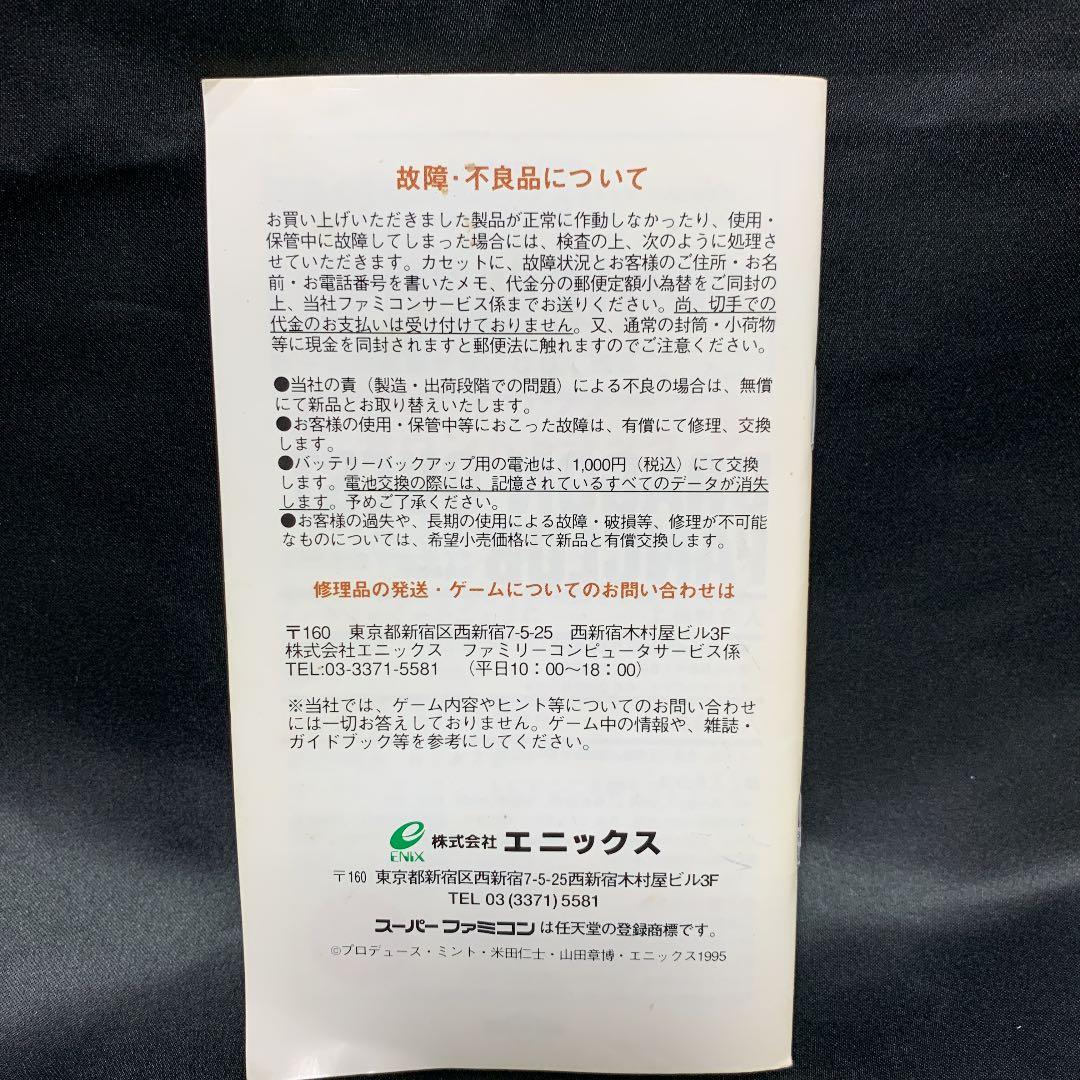 故障・不良品について
お買い上げいただきました製品が正常に作動しなかったり、使用・
保管中に故障してしまった場合には、検査の上、次のように処理さ
せていただきます。カセットに、故障状況とお客様のご住所・お名
前・お電話番号を書いたメモ、代金分の郵便定額小為替をご同封の
上、当社ファミコンサービス係までお送りください。尚、切手での
代金のお支払いは受け付けておりません。又、通常の封筒・小荷物
等に現金を同封されますと郵便法に触れますのでご注意ください。
●当社の責（製造・出荷段階での問題）による不良の場合は、無償
にて新品とお取り替えいたします。
●お客様の使用・保管中等におこった故障は、有償にて修理、交換
します。
●バッテリーバックアップ用の電池は、1,000円（税込）にて交換
します。電池交換の際には、記憶されているすべてのデータが消失
します。予めご了承ください。
●お客様の過失や、長期の使用による故障・破損等、修理が不可能
なものについては、希望小売価格にて新品と有償交換します。
修理品の発送・ゲームについてのお問い合わせは
〒160 東京都新宿区西新宿7-5-25 西新宿木村屋ビル3F
株式会社エニックス ファミリーコンピュータサービス係
TEL:03-3371-5581 （平日10：00〜18：00）
※当社では、ゲーム内容やヒント等についてのお問い合わせ
には一切お答えしておりません。ゲーム中の情報や、雑誌・
ガイドブック等を参考にしてください。
ENIX 株式会社 エニックス
〒160 東京都新宿区西新宿7-5-25西新宿木村屋ビル3F
TEL 03(3371)5581
スーパーファミコンは任天堂の登録商標です。
©プロデュース・ミント・米田仁士・山田章博・エニックス1995